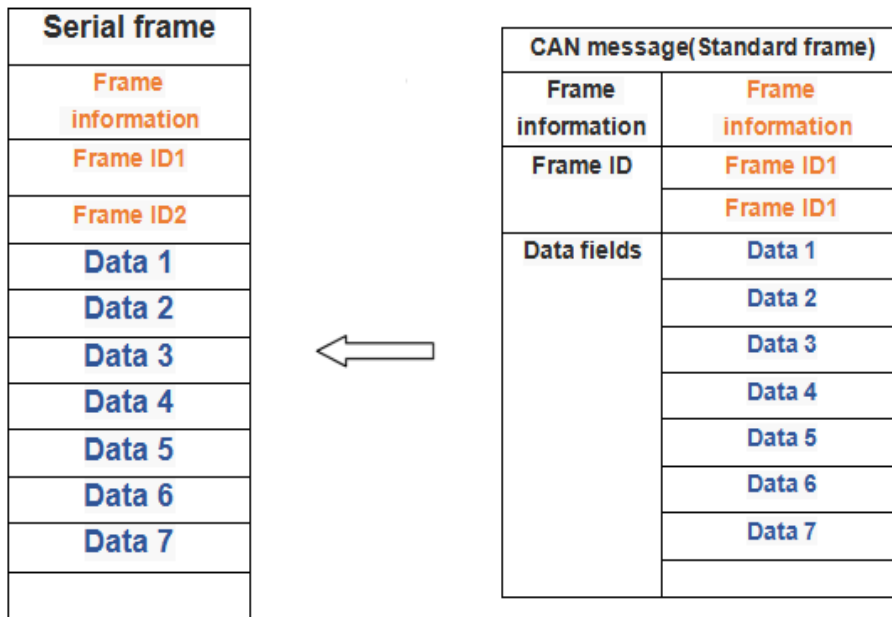 Serial frame
Frame
information
Frame ID1
Frame ID2
Data 1
Data 2
Data 3
Data 4
Data 5
Data 6
Data 7
CAN message(Standard frame)
Frame
information
Frame
information
Frame ID
Frame ID1
Frame ID1
Data fields
Data 1
Data 2
Data 3
Data 4
Data 5
Data 6
Data 7